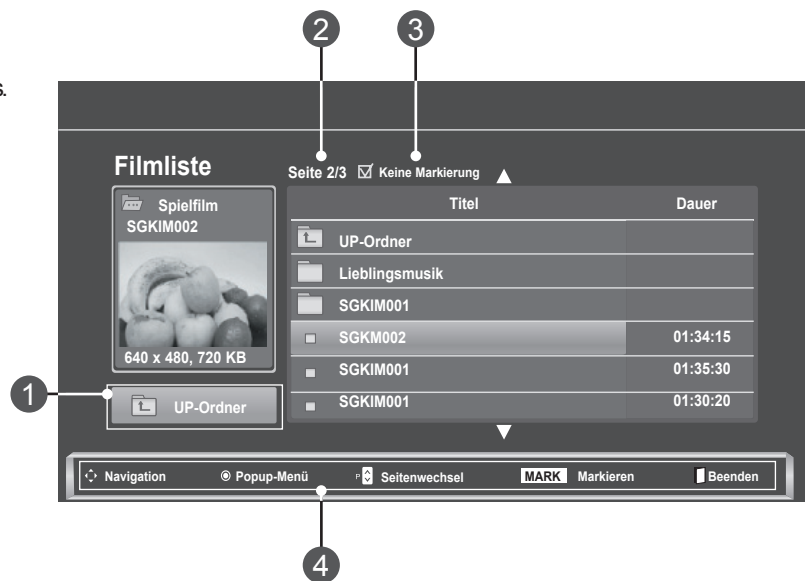 2 3
s.
Filmliste
Seite 2/3 Keine Markierung
Spielfilm
SGKIM002
640 x 480, 720 KB
1
UP-Ordner
Titel Dauer
UP-Ordner
Lieblingsmusik
SGKIM001
SGKM002 01:34:15
SGKIM001 01:35:30
SGKIM001 01:30:20
Navigation Popup-Menü P Seitenwechsel MARK Markieren Beenden
4